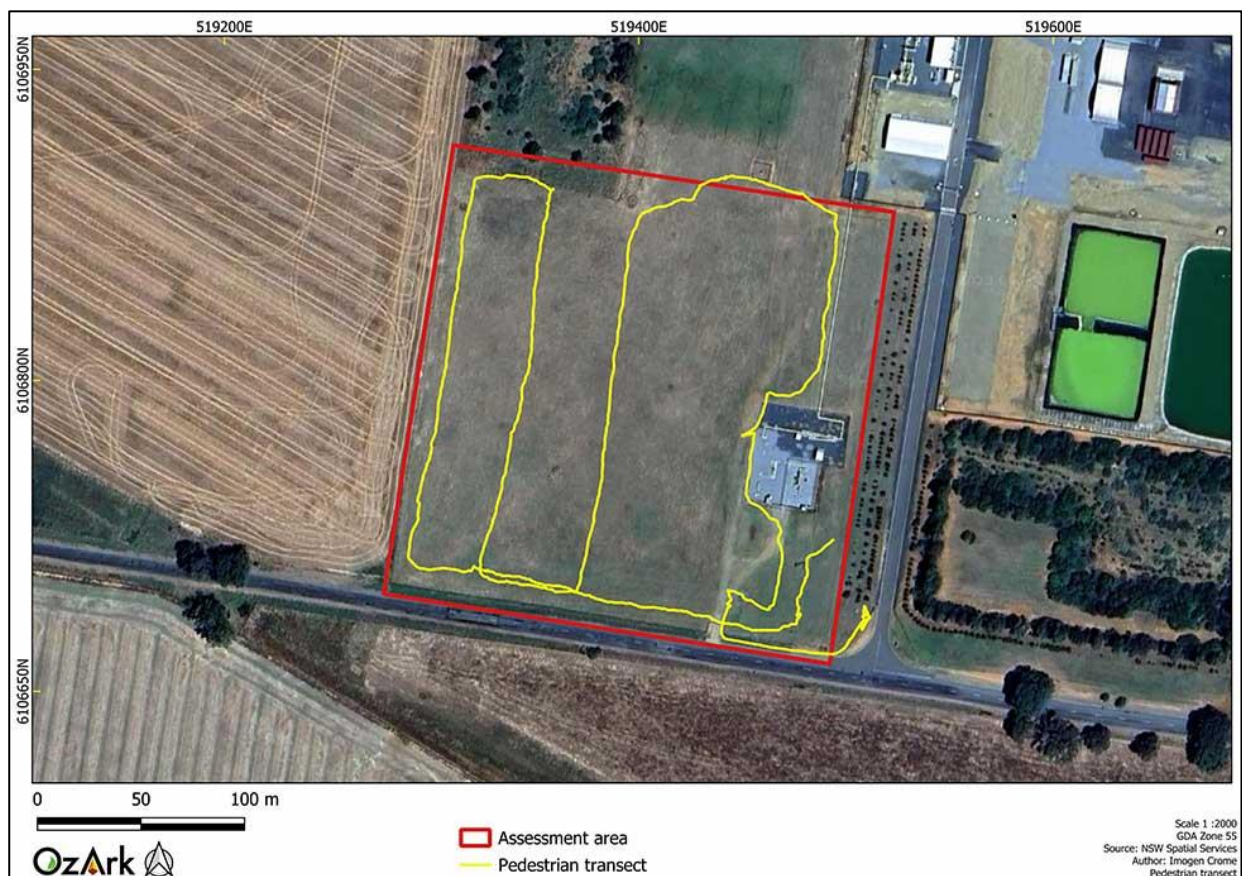 519200E
519400E
519600E
6106950N
6106800N
6106650N
0 50 100 m
Assessment area
Pedestrian transect
OzArk
Scale 1 :2000
GDA Zone 55
Source: NSW Spatial Services
Author: Imogen Crome
Pedestrian transect